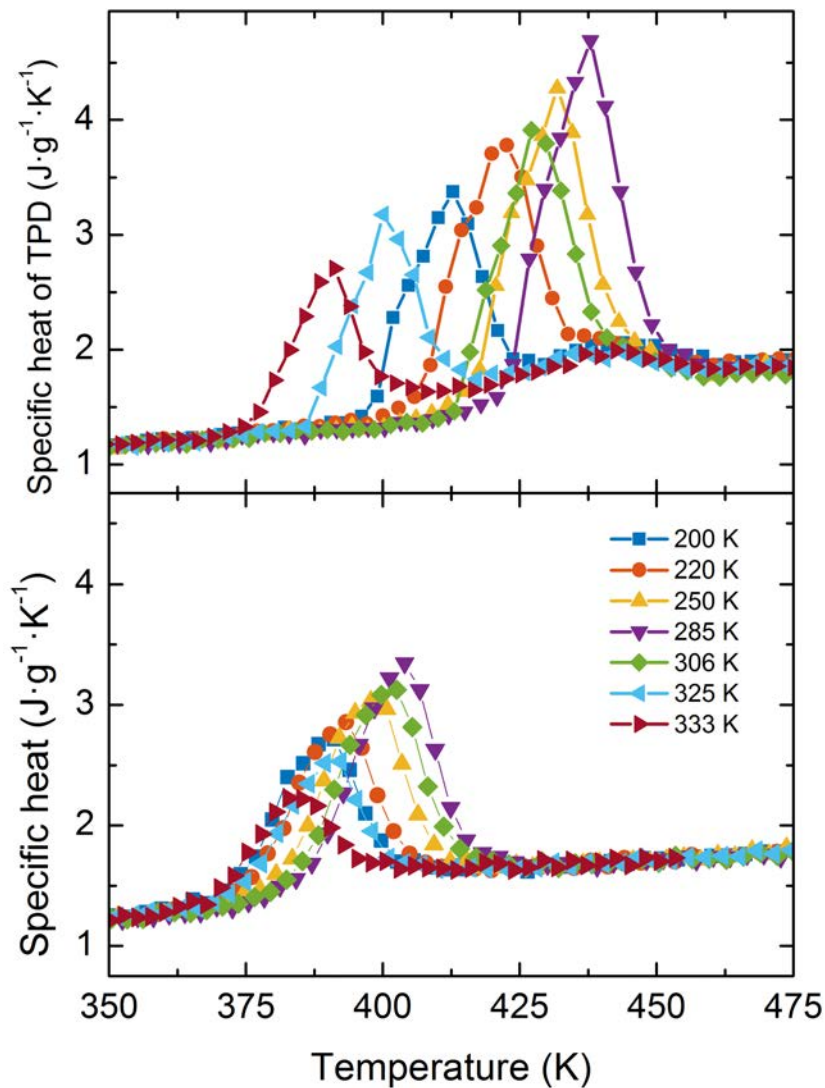 Specific heat of TPD (J·g⁻¹·K⁻¹)
4
3
2
1
Specific heat (J·g⁻¹·K⁻¹)
4
3
2
1
200 K
220 K
250 K
285 K
306 K
325 K
333 K
350 375 400 425 450 475
Temperature (K)